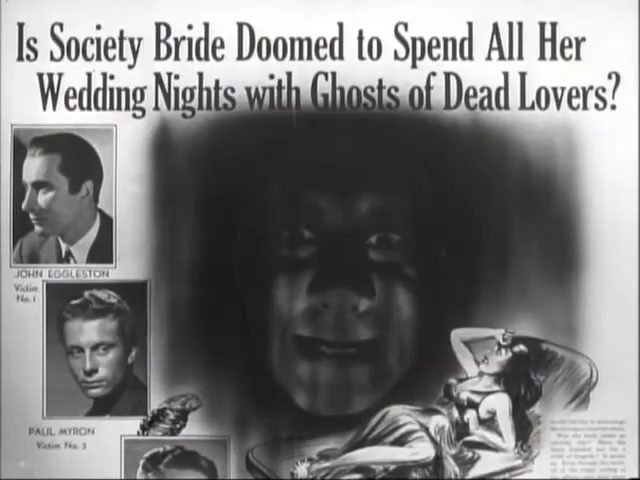 Is Society Bride Doomed to Spend All Her
Wedding Nights with Ghosts of Dead Lovers?
JOHN EGGLESTON
Victim
No. 1
PAUL MYRON
Victim No. 2